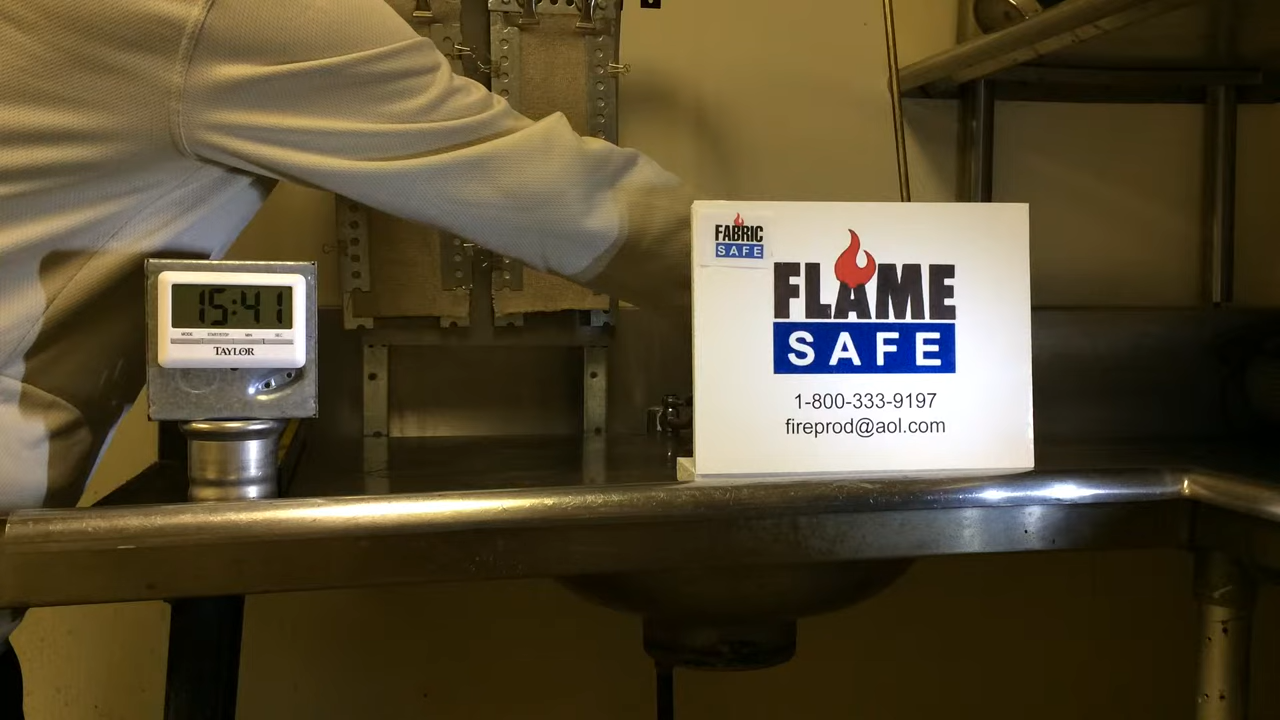 15:41
MODE START/STOP MIN SEC
TAYLOR
FABRIC
SAFE
FLAME
SAFE
1-800-333-9197
fireprod@aol.com